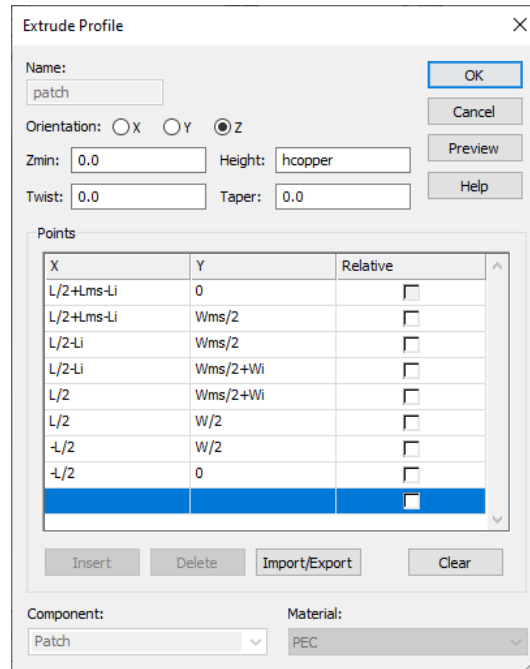 Extrude Profile
Name:
patch
OK
Cancel
Orientation: X Y Z
Preview
Zmin: 0.0 Height: hcopper
Help
Twist: 0.0 Taper: 0.0
Points
X Y Relative
L/2+Lms-Li 0
L/2+Lms-Li Wms/2
L/2-Li Wms/2
L/2-Li Wms/2+Wi
L/2 Wms/2+Wi
L/2 W/2
-L/2 W/2
-L/2 0
Insert Delete Import/Export Clear
Component: Material:
Patch PEC